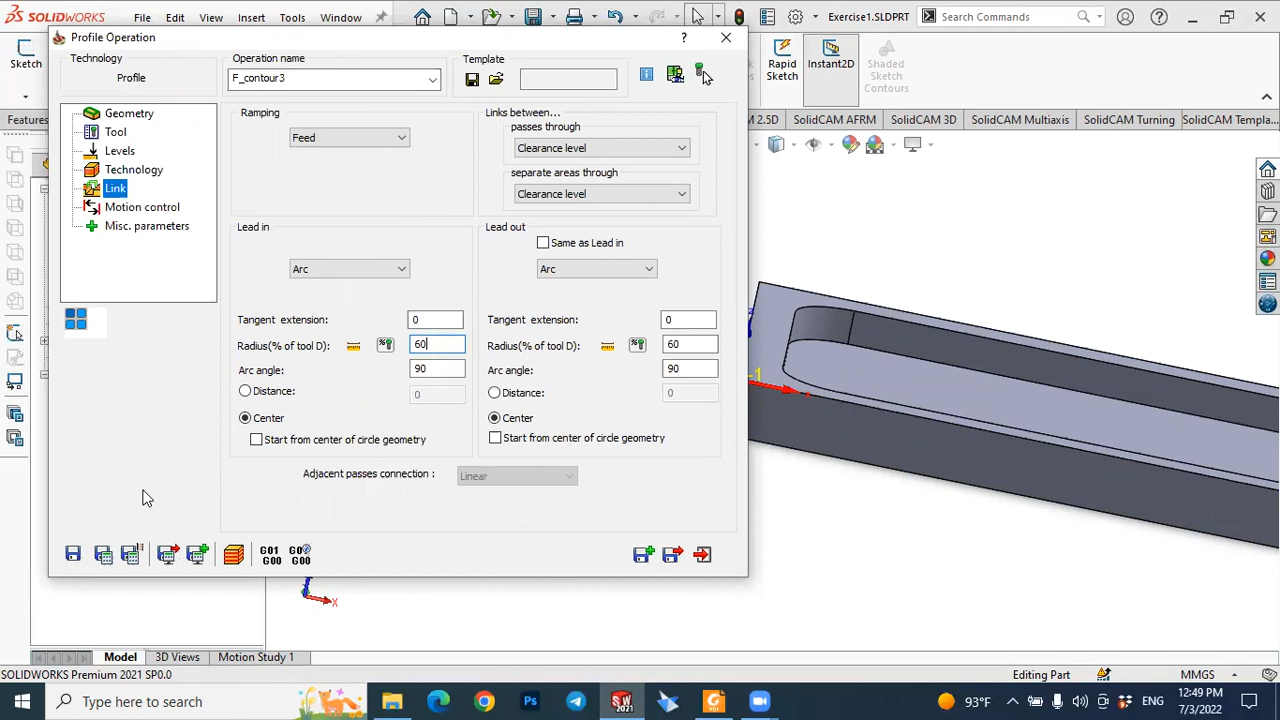 SOLIDWORKS
File Edit View Insert Tools Window
Exercise1.SLDPRT
Search Commands
?
Profile Operation
?
Technology
Profile
Operation name
F_contour3
Template
Sketch
Rapid Sketch
Instant2D
Shaded Sketch Contours
Features
M 2.5D
SolidCAM AFRM
SolidCAM 3D
SolidCAM Multiaxis
SolidCAM Turning
SolidCAM Templa...
Geometry
Tool
Levels
Technology
Link
Motion control
Misc. parameters
Ramping
Feed
Links between...
passes through
Clearance level
separate areas through
Clearance level
Lead in
Arc
Tangent extension: 0
Radius(% of tool D): 60
Arc angle: 90
Distance: 0
Center
Start from center of circle geometry
Lead out
Same as Lead in
Arc
Tangent extension: 0
Radius(% of tool D): 60
Arc angle: 90
Distance: 0
Center
Start from center of circle geometry
Adjacent passes connection : Linear
G01 G00
G00
-1
X
Model
3D Views
Motion Study 1
SOLIDWORKS Premium 2021 SP0.0
Editing Part
MMGS
Type here to search
SW 2021
Ps
93°F
ENG
12:49 PM
7/3/2022